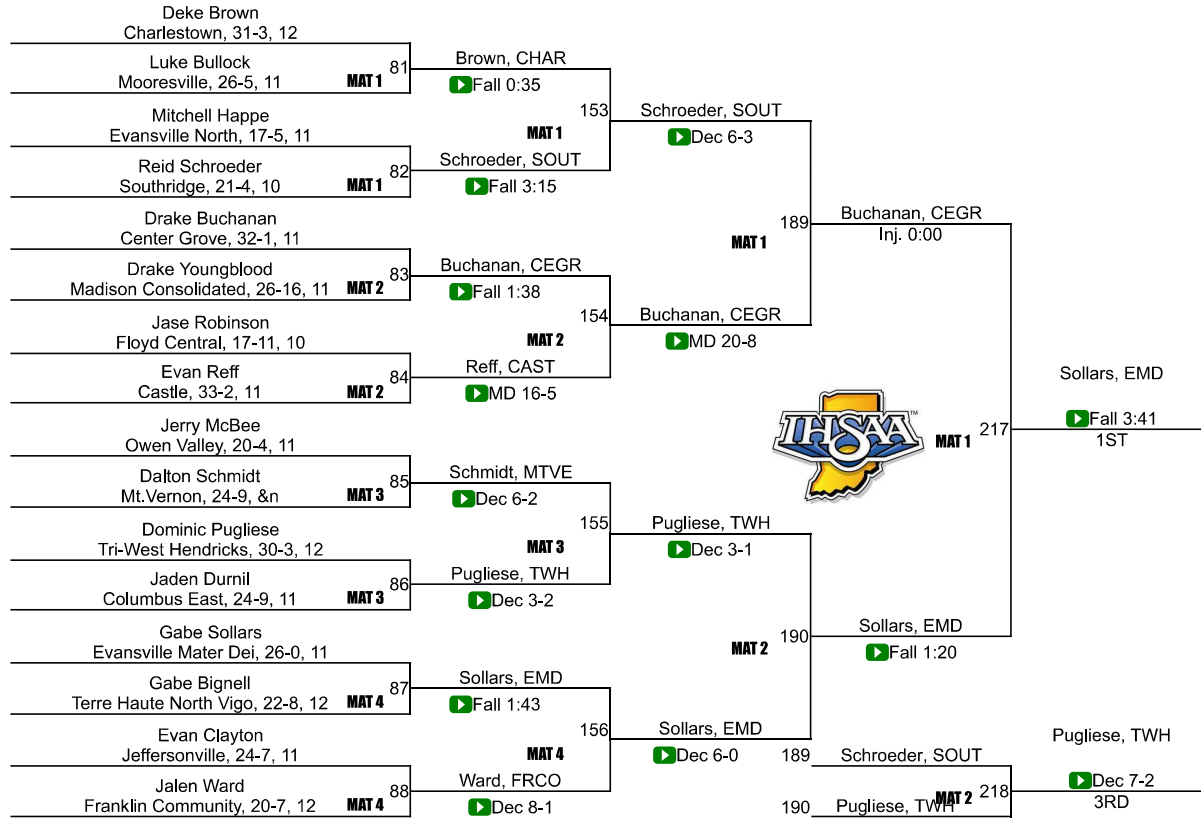 Deke Brown
Charlestown, 31-3, 12
Luke Bullock
Mooresville, 26-5, 11
MAT 1
81
Brown, CHAR
Fall 0:35
Mitchell Happe
Evansville North, 17-5, 11
Reid Schroeder
Southridge, 21-4, 10
MAT 1
82
Schroeder, SOUT
Fall 3:15
153
MAT 1
Schroeder, SOUT
Dec 6-3
Drake Buchanan
Center Grove, 32-1, 11
Drake Youngblood
Madison Consolidated, 26-16, 11
MAT 2
83
Buchanan, CEGR
Fall 1:38
Jase Robinson
Floyd Central, 17-11, 10
Evan Reff
Castle, 33-2, 11
MAT 2
84
Reff, CAST
MD 16-5
154
MAT 2
Buchanan, CEGR
MD 20-8
189
MAT 1
Buchanan, CEGR
Inj. 0:00
Jerry McBee
Owen Valley, 20-4, 11
Dalton Schmidt
Mt.Vernon, 24-9, &n
MAT 3
85
Schmidt, MTVE
Dec 6-2
Dominic Pugliese
Tri-West Hendricks, 30-3, 12
Jaden Durnil
Columbus East, 24-9, 11
MAT 3
86
Pugliese, TWH
Dec 3-2
155
MAT 3
Pugliese, TWH
Dec 3-1
Gabe Sollars
Evansville Mater Dei, 26-0, 11
Gabe Bignell
Terre Haute North Vigo, 22-8, 12
MAT 4
87
Sollars, EMD
Fall 1:43
Evan Clayton
Jeffersonville, 24-7, 11
Jalen Ward
Franklin Community, 20-7, 12
MAT 4
88
Ward, FRCO
Dec 8-1
156
MAT 4
Sollars, EMD
Dec 6-0
190
MAT 2
Sollars, EMD
Fall 1:20
IHSAA™
MAT 1
217
Sollars, EMD
Fall 3:41
1ST
189
Schroeder, SOUT
190
Pugliese, TWH
MAT 2
218
Pugliese, TWH
Dec 7-2
3RD